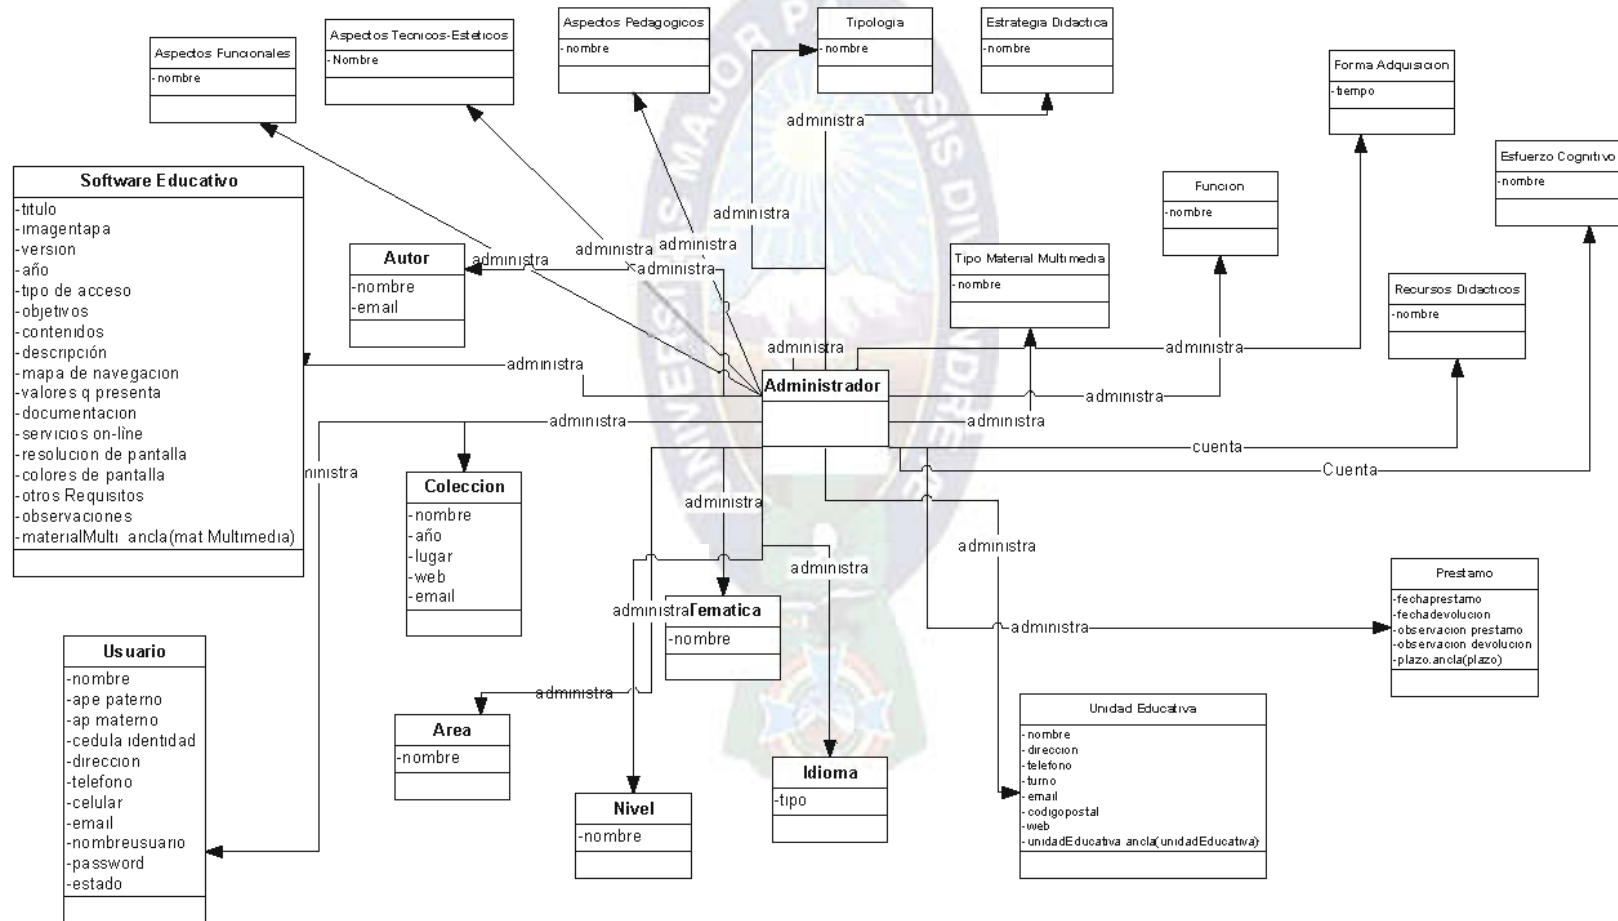 Aspectos Funcionales
-nombre
Aspectos Tecnicos-Esteticos
-Nombre
Aspectos Pedagogicos
-nombre
Tipologia
-nombre
Estrategia Didactica
-nombre
Forma Adquisicion
-tiempo
Esfuerzo Cognitivo
-nombre
Funcion
-nombre
Tipo Material Multimedia
-nombre
Recursos Didacticos
-nombre
Software Educativo
-titulo
-imagentapa
-version
-año
-tipo de acceso
-objetivos
-contenidos
-descripción
-mapa de navegacion
-valores q presenta
-documentacion
-servicios on-line
-resolucion de pantalla
-colores de pantalla
-otros Requisitos
-observaciones
-materialMulti ancla(mat Multimedia)
Autor
-nombre
-email
administra
administra
administra
administra
administra
administra
administra
administra
administra
administra
administra
Administrador
administra
administra
cuenta
Cuenta
ninistra
Coleccion
-nombre
-año
-lugar
-web
-email
administra
administra
administra
administra
Tematica
-nombre
administra
Prestamo
-fechaprestamo
-fechadevolucion
-observacion prestamo
-observacion devolucion
-plazo.ancla(plazo)
Usuario
-nombre
-ape paterno
-ap materno
-cedula identidad
-direccion
-telefono
-celular
-email
-nombreusuario
-password
-estado
administra
Area
-nombre
Nivel
-nombre
Idioma
-tipo
Unidad Educativa
-nombre
-direccion
-telefono
-turno
-email
-codigopostal
-web
-unidadEducativa ancla(unidadEducativa)